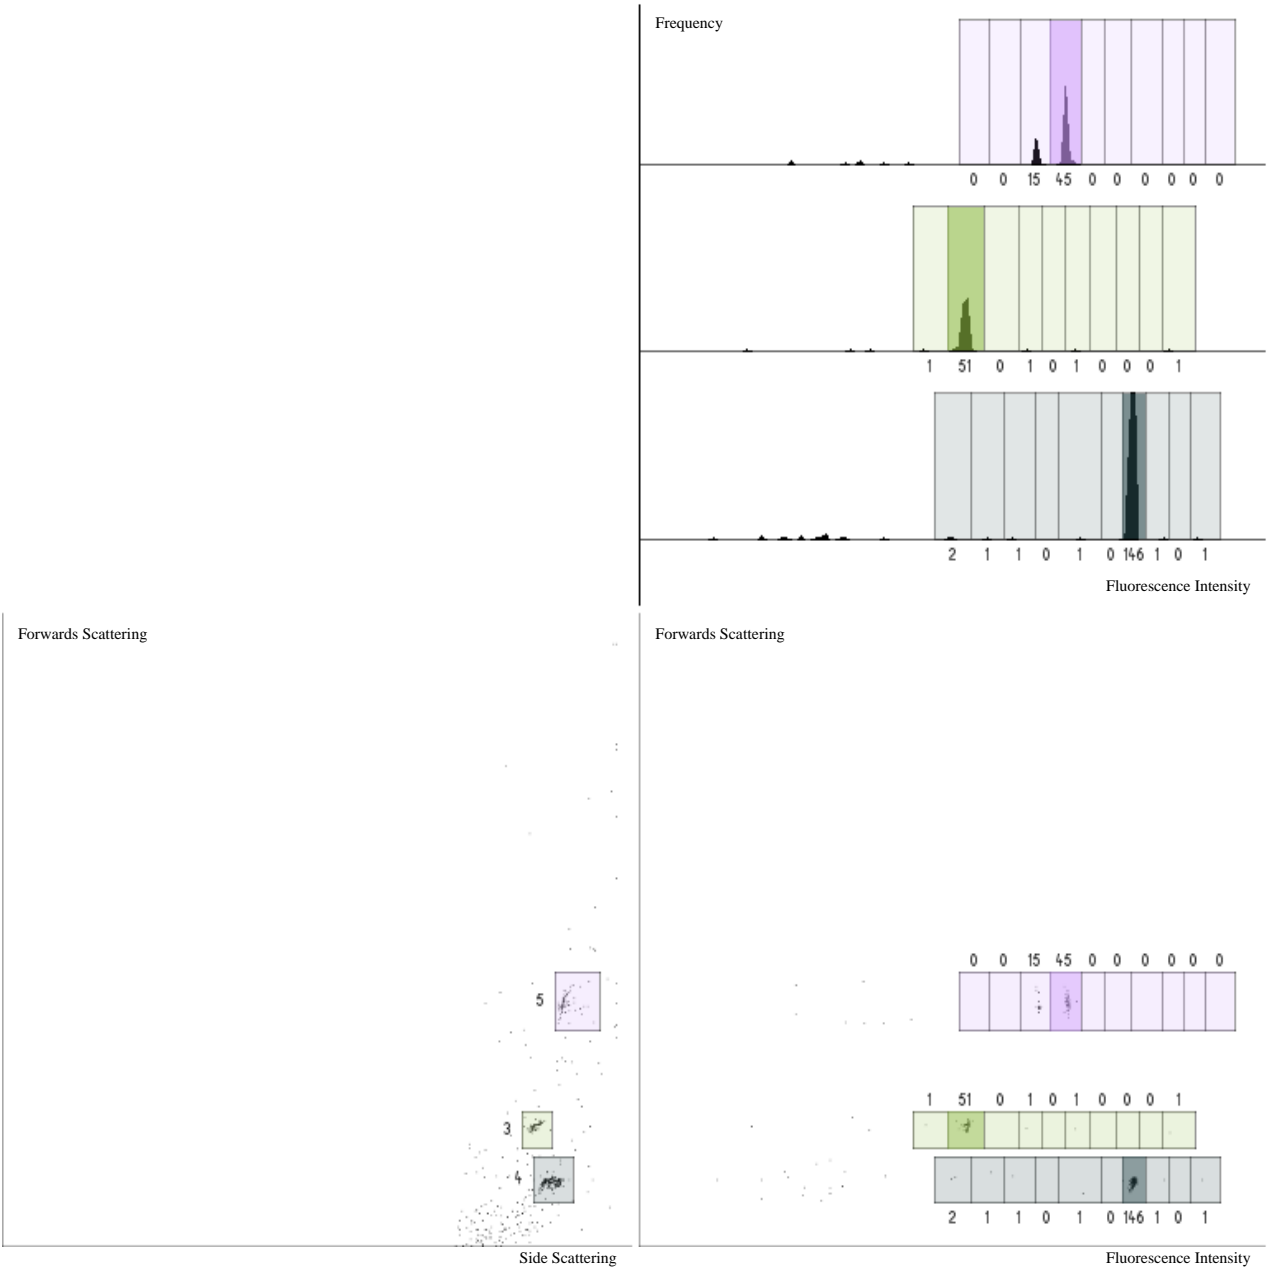 Frequency
0 0 15 45 0 0 0 0 0 0
1 51 0 1 0 1 0 0 0 1
2 1 1 0 1 0 146 1 0 1
Fluorescence Intensity
Forwards Scattering
5
3
4
Side Scattering
Forwards Scattering
0 0 15 45 0 0 0 0 0 0
1 51 0 1 0 1 0 0 0 1
2 1 1 0 1 0 146 1 0 1
Fluorescence Intensity